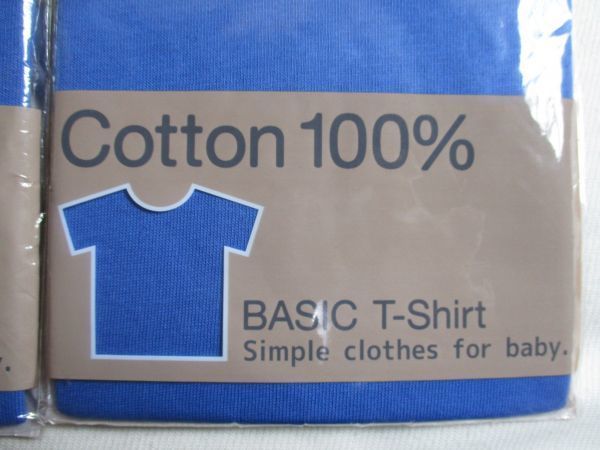 Cotton 100%
BASIC T-Shirt
Simple clothes for baby.